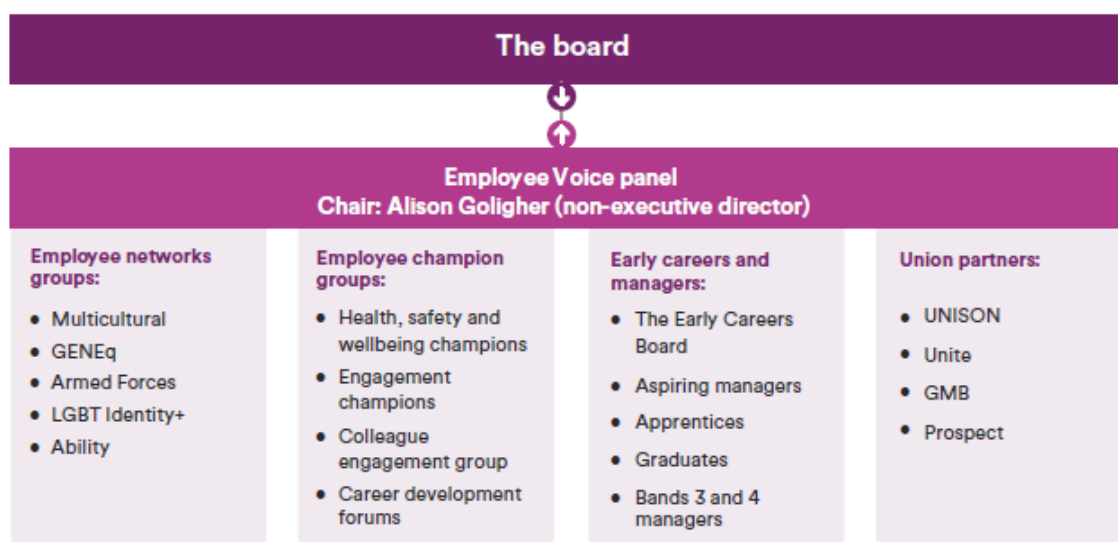 The board
Employee Voice panel
Chair: Alison Goligher (non-executive director)
Employee networks
groups:
• Multicultural
• GENEq
• Armed Forces
• LGBT Identity+
• Ability
Employee champion
groups:
• Health, safety and
wellbeing champions
• Engagement
champions
• Colleague
engagement group
• Career development
forums
Early careers and
managers:
• The Early Careers
Board
• Aspiring managers
• Apprentices
• Graduates
• Bands 3 and 4
managers
Union partners:
• UNISON
• Unite
• GMB
• Prospect